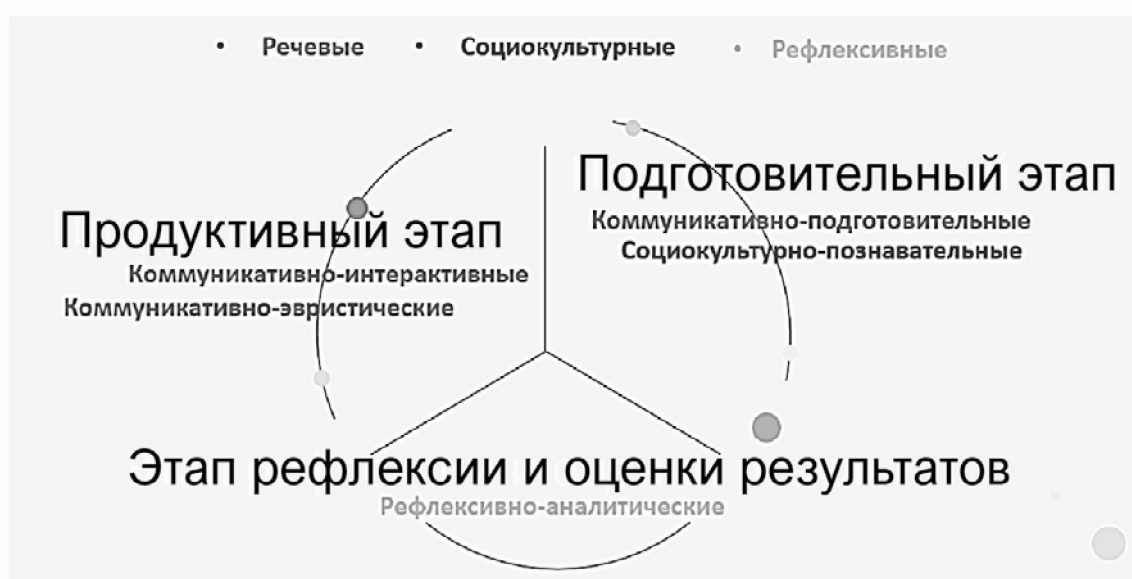 • Речевые • Социокультурные • Рефлексивные
Подготовительный этап
Коммуникативно-подготовительные
Социокультурно-познавательные
Продуктивный этап
Коммуникативно-интерактивные
Коммуникативно-эвристические
Этап рефлексии и оценки результатов
Рефлексивно-аналитические